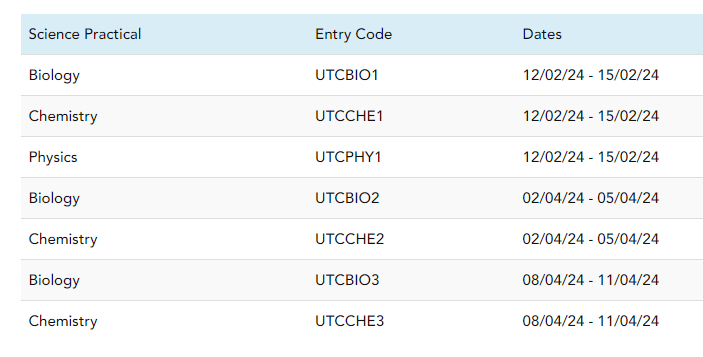 Science Practical Entry Code Dates
Biology UTCBIO1 12/02/24 - 15/02/24
Chemistry UTCCHE1 12/02/24 - 15/02/24
Physics UTCPHY1 12/02/24 - 15/02/24
Biology UTCBIO2 02/04/24 - 05/04/24
Chemistry UTCCHE2 02/04/24 - 05/04/24
Biology UTCBIO3 08/04/24 - 11/04/24
Chemistry UTCCHE3 08/04/24 - 11/04/24